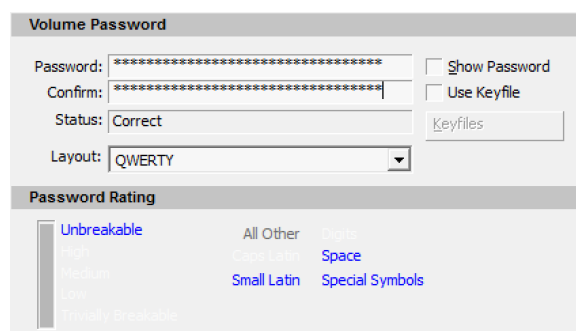 Volume Password
Password: *********************************
Show Password
Confirm: *********************************
Use Keyfile
Status: Correct
Keyfiles
Layout: QWERTY
Password Rating
Unbreakable All Other Digits
High Caps Latin Space
Medium Small Latin Special Symbols
Low
Trivially Breakable